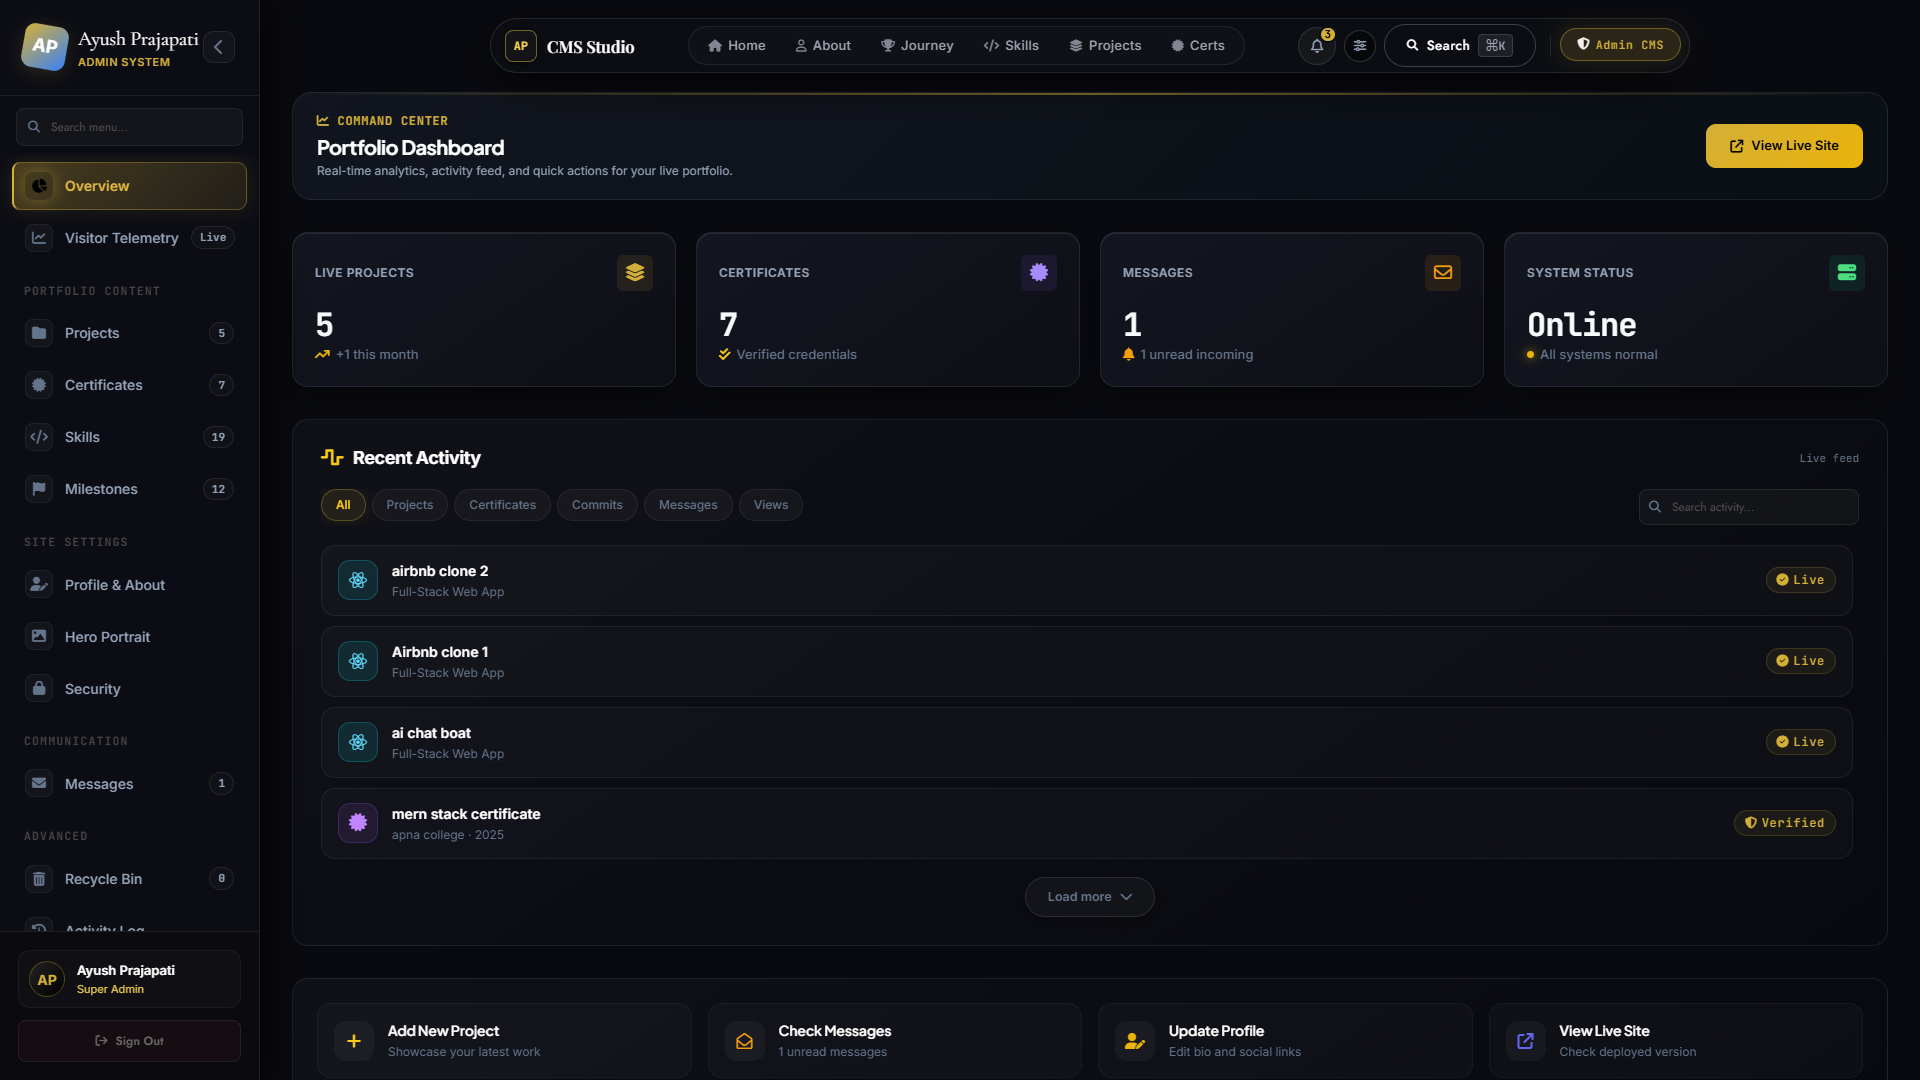 AP
Ayush Prajapati
ADMIN SYSTEM
Search menu...
Overview
Visitor Telemetry Live
PORTFOLIO CONTENT
Projects 5
Certificates 7
Skills 19
Milestones 12
SITE SETTINGS
Profile & About
Hero Portrait
Security
COMMUNICATION
Messages 1
ADVANCED
Recycle Bin 0
Activity Log
AP
Ayush Prajapati
Super Admin
Sign Out
AP CMS Studio
Home About Journey Skills Projects Certs
3
Search ⌘K
Admin CMS
COMMAND CENTER
Portfolio Dashboard
Real-time analytics, activity feed, and quick actions for your live portfolio.
View Live Site
LIVE PROJECTS
5
+1 this month
CERTIFICATES
7
Verified credentials
MESSAGES
1
1 unread incoming
SYSTEM STATUS
Online
All systems normal
Recent Activity
Live feed
All Projects Certificates Commits Messages Views
Search activity...
airbnb clone 2
Full-Stack Web App
Live
Airbnb clone 1
Full-Stack Web App
Live
ai chat boat
Full-Stack Web App
Live
mern stack certificate
apna college · 2025
Verified
Load more
Add New Project
Showcase your latest work
Check Messages
1 unread messages
Update Profile
Edit bio and social links
View Live Site
Check deployed version